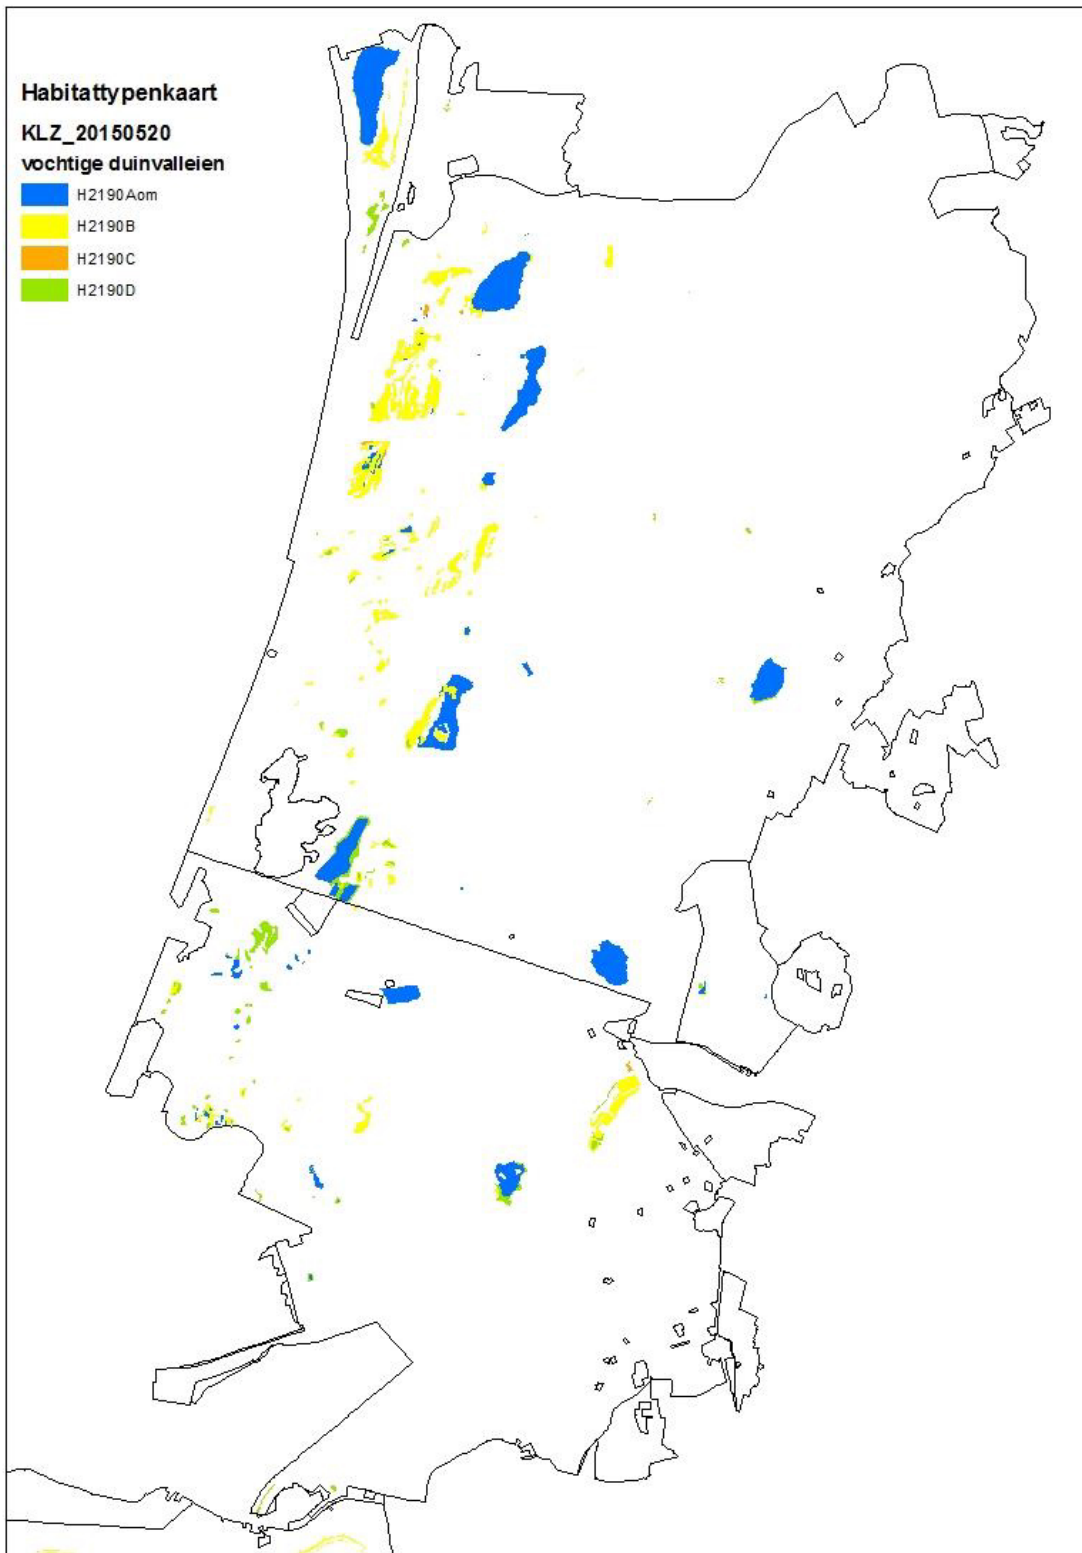 Habitattypenkaart
KLZ_20150520
vochtige duinvalleien
H2190Aom
H2190B
H2190C
H2190D